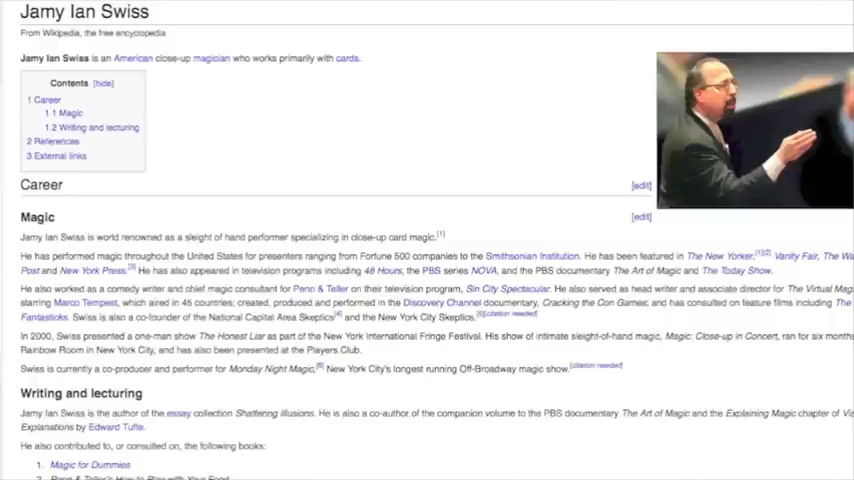 Jamy Ian Swiss
From Wikipedia, the free encyclopedia
Jamy Ian Swiss is an American close-up magician who works primarily with cards.
Contents [hide]
1 Career
1.1 Magic
1.2 Writing and lecturing
2 References
3 External links
Career [edit]
Magic [edit]
Jamy Ian Swiss is world renowned as a sleight of hand performer specializing in close-up card magic.[1]
He has performed magic throughout the United States for presenters ranging from Fortune 500 companies to the Smithsonian Institution. He has been featured in The New Yorker,[1][2] Vanity Fair, The Wa
Post and New York Press.[3] He has also appeared in television programs including 48 Hours, the PBS series NOVA, and the PBS documentary The Art of Magic and The Today Show.
He also worked as a comedy writer and chief magic consultant for Penn & Teller on their television program, Sin City Spectacular. He also served as head writer and associate director for The Virtual Mag
starring Marco Tempest, which aired in 45 countries; created, produced and performed in the Discovery Channel documentary, Cracking the Con Games; and has consulted on feature films including The
Fantasticks. Swiss is also a co-founder of the National Capital Area Skeptics[4] and the New York City Skeptics.[5][citation needed]
In 2000, Swiss presented a one-man show The Honest Liar as part of the New York International Fringe Festival. His show of intimate sleight-of-hand magic, Magic: Close-up in Concert, ran for six months
Rainbow Room in New York City, and has also been presented at the Players Club.
Swiss is currently a co-producer and performer for Monday Night Magic,[6] New York City's longest running Off-Broadway magic show.[citation needed]
Writing and lecturing
Jamy Ian Swiss is the author of the essay collection Shattering Illusions. He is also a co-author of the companion volume to the PBS documentary The Art of Magic and the Explaining Magic chapter of Vis
Explanations by Edward Tufte.
He also contributed to, or consulted on, the following books:
1. Magic for Dummies
2. Penn & Teller's How to Play with Your Food